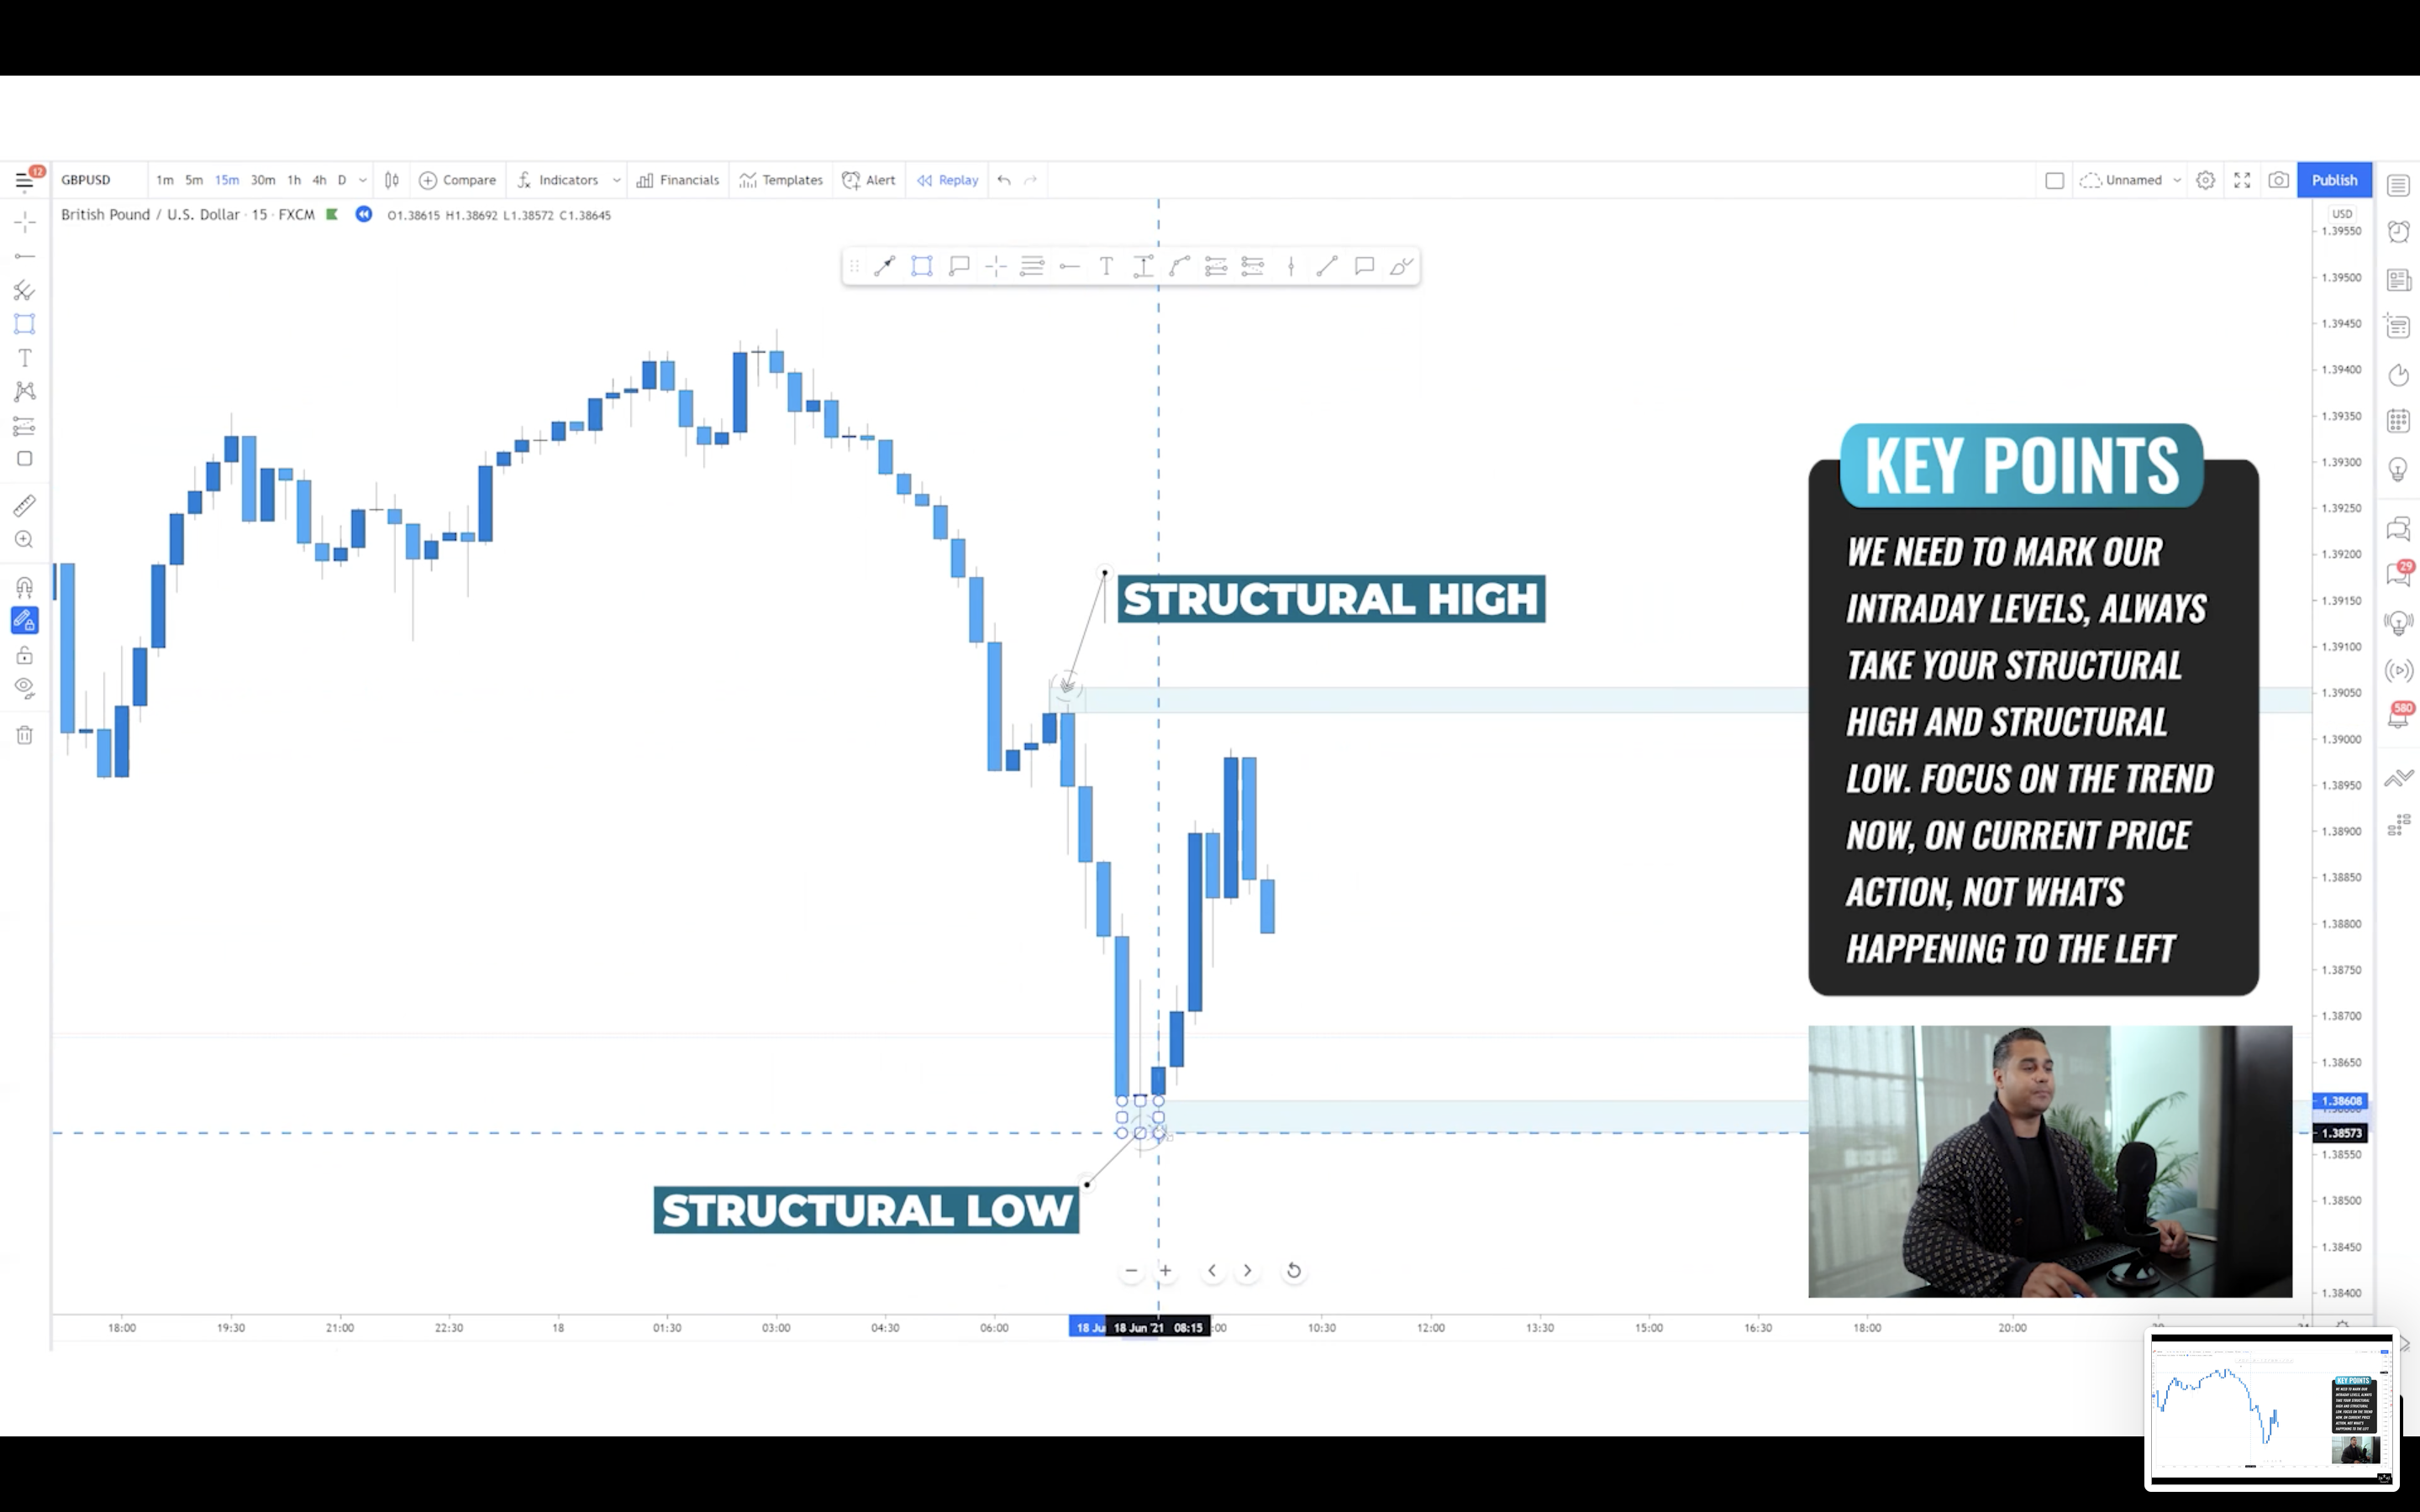 12
GBPUSD 1m 5m 15m 30m 1h 4h D Compare Indicators Financials Templates Alert Replay Unnamed Publish
British Pound / U.S. Dollar · 15 · FXCM O1.38615 H1.38692 L1.38572 C1.38645
USD
1.39550
1.39500
1.39450
1.39400
1.39350
1.39300
1.39250
1.39200
1.39150
1.39100
1.39050
1.39000
1.38950
1.38900
1.38850
1.38800
1.38750
1.38700
1.38650
1.38608
1.38573
1.38550
1.38500
1.38450
1.38400
29
580
KEY POINTS
WE NEED TO MARK OUR
INTRADAY LEVELS, ALWAYS
TAKE YOUR STRUCTURAL
HIGH AND STRUCTURAL
LOW. FOCUS ON THE TREND
NOW, ON CURRENT PRICE
ACTION, NOT WHAT'S
HAPPENING TO THE LEFT
STRUCTURAL HIGH
STRUCTURAL LOW
18:00 19:30 21:00 22:30 18 01:30 03:00 04:30 06:00 18 Jun '21 08:15 10:30 12:00 13:30 15:00 16:30 18:00 20:00
KEY POINTS